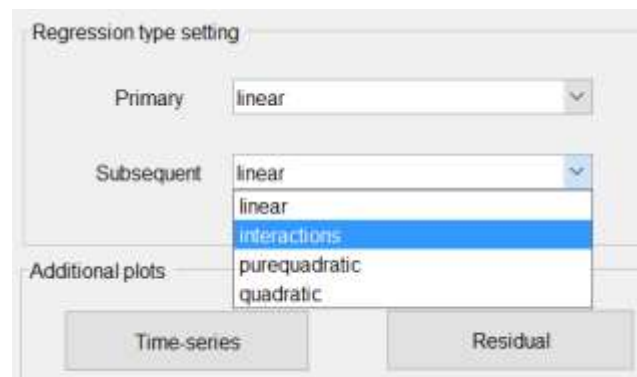 Regression type setting
Primary linear
Subsequent linear
linear
interactions
purequadratic
Additional plots
quadratic
Time-series Residual